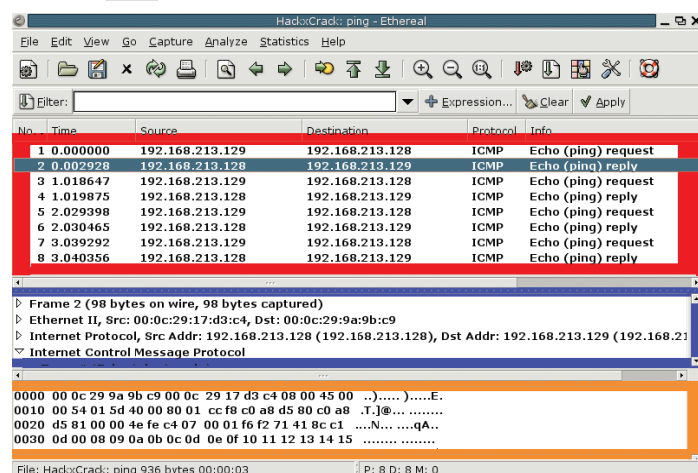 HackxCrack: ping - Ethereal
File Edit View Go Capture Analyze Statistics Help
Filter: Expression... Clear Apply
No. . Time Source Destination Protocol Info
1 0.000000 192.168.213.129 192.168.213.128 ICMP Echo (ping) request
2 0.002928 192.168.213.128 192.168.213.129 ICMP Echo (ping) reply
3 1.018647 192.168.213.129 192.168.213.128 ICMP Echo (ping) request
4 1.019875 192.168.213.128 192.168.213.129 ICMP Echo (ping) reply
5 2.029398 192.168.213.129 192.168.213.128 ICMP Echo (ping) request
6 2.030465 192.168.213.128 192.168.213.129 ICMP Echo (ping) reply
7 3.039292 192.168.213.129 192.168.213.128 ICMP Echo (ping) request
8 3.040356 192.168.213.128 192.168.213.129 ICMP Echo (ping) reply
Frame 2 (98 bytes on wire, 98 bytes captured)
Ethernet II, Src: 00:0c:29:17:d3:c4, Dst: 00:0c:29:9a:9b:c9
Internet Protocol, Src Addr: 192.168.213.128 (192.168.213.128), Dst Addr: 192.168.213.129 (192.168.21
Internet Control Message Protocol
0000 00 0c 29 9a 9b c9 00 0c 29 17 d3 c4 08 00 45 00 ..)..... ).....E.
0010 00 54 01 5d 40 00 80 01 cc f8 c0 a8 d5 80 c0 a8 .T.]@... ........
0020 d5 81 00 00 4e fe c4 07 00 01 f6 f2 71 41 8c c1 ....N... ....qA..
0030 0d 00 08 09 0a 0b 0c 0d 0e 0f 10 11 12 13 14 15 ........ ........
File: HackxCrack: ping 936 bytes 00:00:03 P: 8 D: 8 M: 0